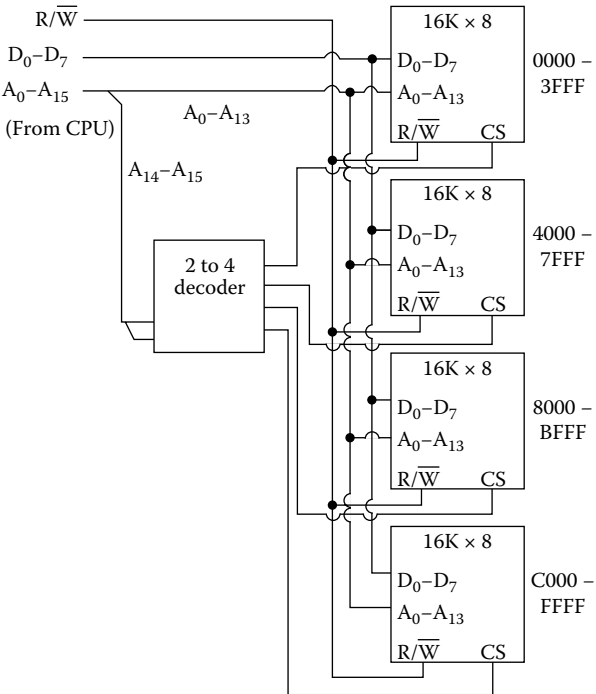 R/W̅
D₀–D₇
A₀–A₁₅
(From CPU)
A₀–A₁₃
A₁₄–A₁₅
2 to 4
decoder
16K × 8
D₀–D₇
A₀–A₁₃
R/W̅ CS
0000 –
3FFF
16K × 8
D₀–D₇
A₀–A₁₃
R/W̅ CS
4000 –
7FFF
16K × 8
D₀–D₇
A₀–A₁₃
R/W̅ CS
8000 –
BFFF
16K × 8
D₀–D₇
A₀–A₁₃
R/W̅ CS
C000 –
FFFF